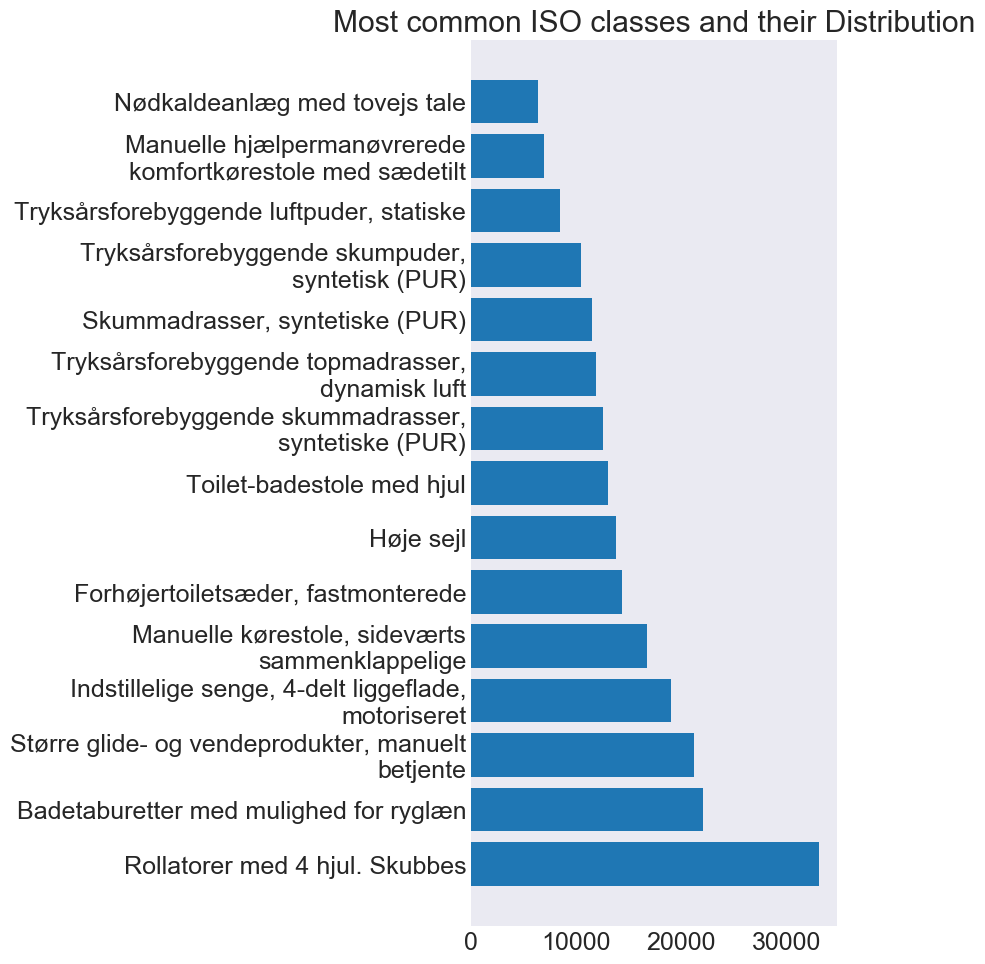 Most common ISO classes and their Distribution
Nødkaldeanlæg med tovejs tale
Manuelle hjælpermanøvrerede
komfortkørestole med sædetilt
Tryksårsforebyggende luftpuder, statiske
Tryksårsforebyggende skumpuder,
syntetisk (PUR)
Skummadrasser, syntetiske (PUR)
Tryksårsforebyggende topmadrasser,
dynamisk luft
Tryksårsforebyggende skummadrasser,
syntetiske (PUR)
Toilet-badestole med hjul
Høje sejl
Forhøjertoiletsæder, fastmonterede
Manuelle kørestole, sideværts
sammenklappelige
Indstillelige senge, 4-delt liggeflade,
motoriseret
Større glide- og vendeprodukter, manuelt
betjente
Badetaburetter med mulighed for ryglæn
Rollatorer med 4 hjul. Skubbes
0 10000 20000 30000